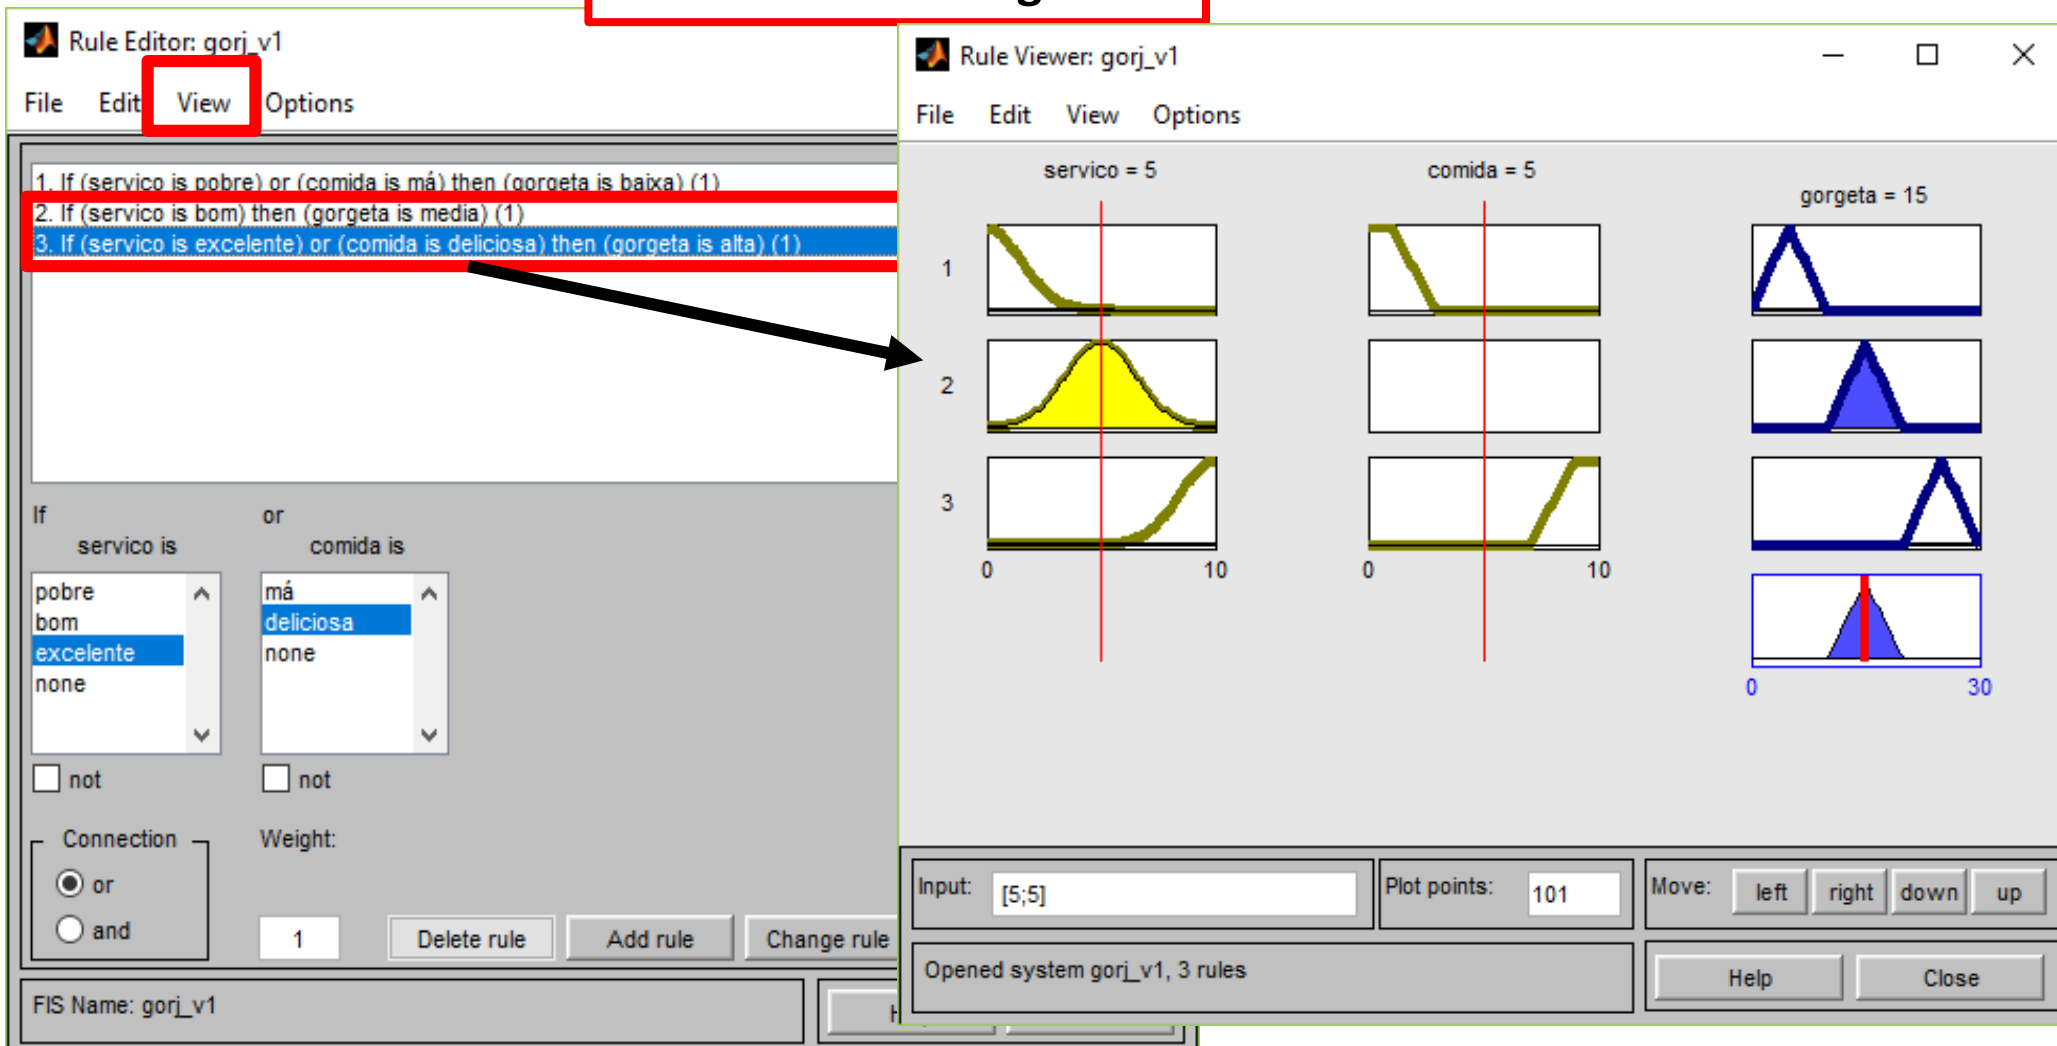 Rule Editor: gorj_v1
File Edit View Options
1. If (servico is pobre) or (comida is má) then (gorgeta is baixa) (1)
2. If (servico is bom) then (gorgeta is media) (1)
3. If (servico is excelente) or (comida is deliciosa) then (gorgeta is alta) (1)
If
servico is
or
comida is
pobre
bom
excelente
none
má
deliciosa
none
not
not
Connection
or
and
Weight:
1
Delete rule
Add rule
Change rule
FIS Name: gorj_v1
Rule Viewer: gorj_v1
File Edit View Options
servico = 5
comida = 5
gorgeta = 15
1
2
3
0 10
0 10
0 30
Input: [5;5]
Plot points: 101
Move: left right down up
Opened system gorj_v1, 3 rules
Help
Close